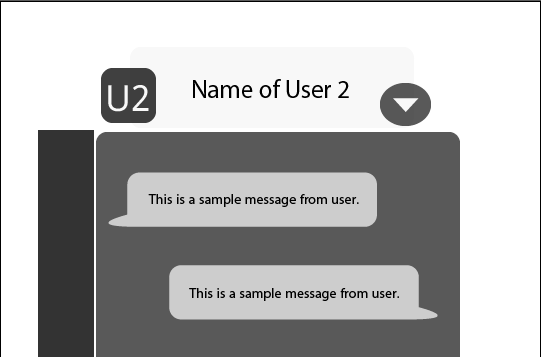 U2
Name of User 2
This is a sample message from user.
This is a sample message from user.